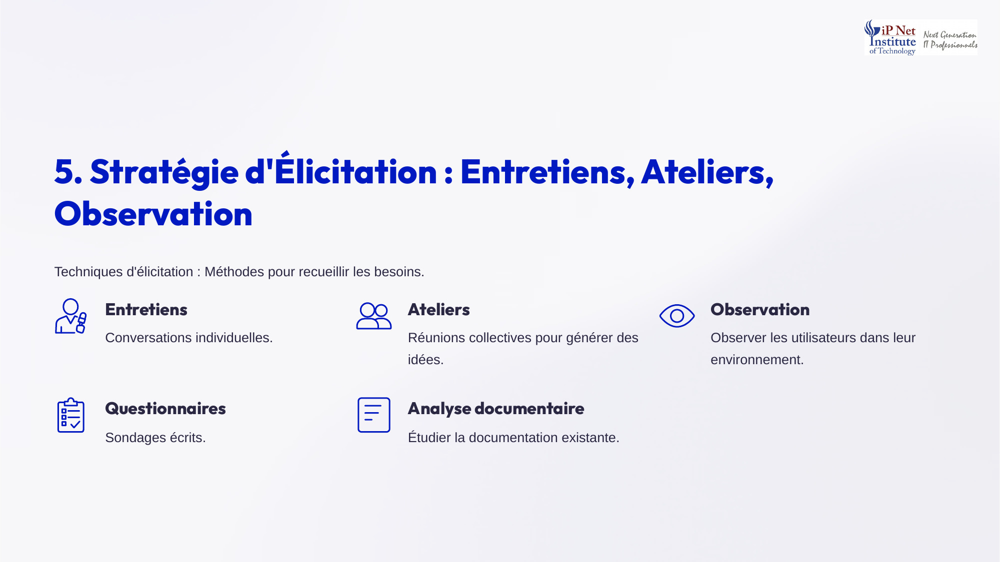 iP Net
Institute
of Technology
Next Generation
IT Professionnels
5. Stratégie d'Élicitation : Entretiens, Ateliers,
Observation
Techniques d'élicitation : Méthodes pour recueillir les besoins.
Entretiens
Conversations individuelles.
Ateliers
Réunions collectives pour générer des
idées.
Observation
Observer les utilisateurs dans leur
environnement.
Questionnaires
Sondages écrits.
Analyse documentaire
Étudier la documentation existante.